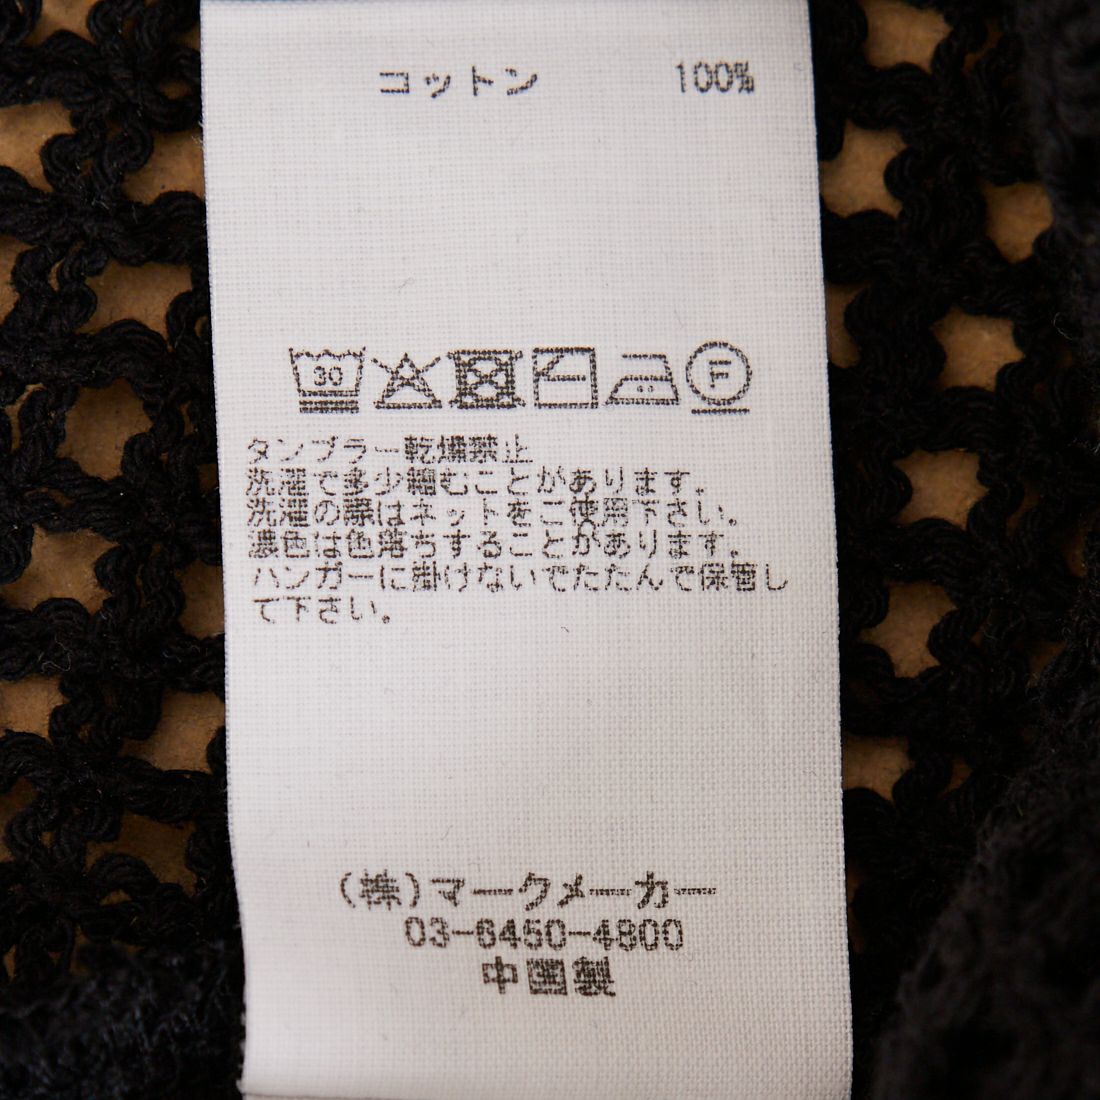 コットン 100%
30
F
タンブラー乾燥禁止
洗濯で多少縮むことがあります。
洗濯の際はネットをご使用下さい。
濃色は色落ちすることがあります。
ハンガーに掛けないでたたんで保管し
て下さい。
(株)マークメーカー
03-6450-4800
中国製